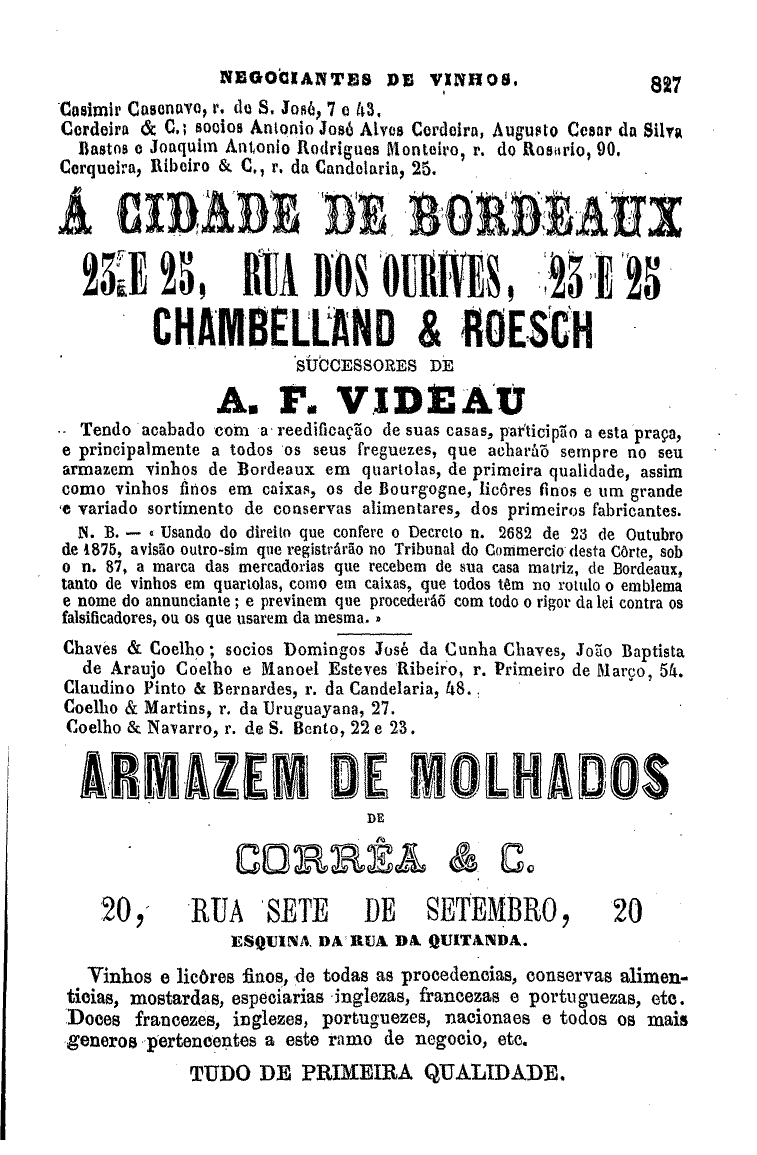 NEGOCIANTES DE VINHOS. 827
Casimir Casenave, r. de S. José, 7 e 43.
Cordeira & C.; socios Antonio José Alves Cordeira, Augusto Cesar da Silva
Bastos e Joaquim Antonio Rodrigues Monteiro, r. do Rosario, 90.
Cerqueira, Ribeiro & C., r. da Candelaria, 25.
Á CIDADE DE BORDEAUX
23 E 25, RUA DOS OURIVES, 23 E 25
CHAMBELLAND & ROESCH
SUCCESSORES DE
A. F. VIDEAU
Tendo acabado com a reedificação de suas casas, participão a esta praça,
e principalmente a todos os seus freguezes, que acharáõ sempre no seu
armazem vinhos de Bordeaux em quartolas, de primeira qualidade, assim
como vinhos finos em caixas, os de Bourgogne, licôres finos e um grande
e variado sortimento de conservas alimentares, dos primeiros fabricantes.
N. B. — « Usando do direito que confere o Decreto n. 2682 de 23 de Outubro
de 1875, avisão outro-sim que registrárão no Tribunal do Commercio desta Côrte, sob
o n. 87, a marca das mercadorias que recebem de sua casa matriz, de Bordeaux,
tanto de vinhos em quartolas, como em caixas, que todos têm no rotulo o emblema
e nome do annunciante; e previnem que procederáõ com todo o rigor da lei contra os
falsificadores, ou os que usarem da mesma. »
Chaves & Coelho; socios Domingos José da Cunha Chaves, João Baptista
de Araujo Coelho e Manoel Esteves Ribeiro, r. Primeiro de Março, 54.
Claudino Pinto & Bernardes, r. da Candelaria, 48.
Coelho & Martins, r. da Uruguayana, 27.
Coelho & Navarro, r. de S. Bento, 22 e 23.
ARMAZEM DE MOLHADOS
DE
CORRÊA & C.
20, RUA SETE DE SETEMBRO, 20
ESQUINA DA RUA DA QUITANDA.
Vinhos e licôres finos, de todas as procedencias, conservas alimen-
ticias, mostardas, especiarias inglezas, francezas e portuguezas, etc.
Doces francezes, inglezes, portuguezes, nacionaes e todos os mais
generos pertencentes a este ramo de negocio, etc.
TUDO DE PRIMEIRA QUALIDADE.